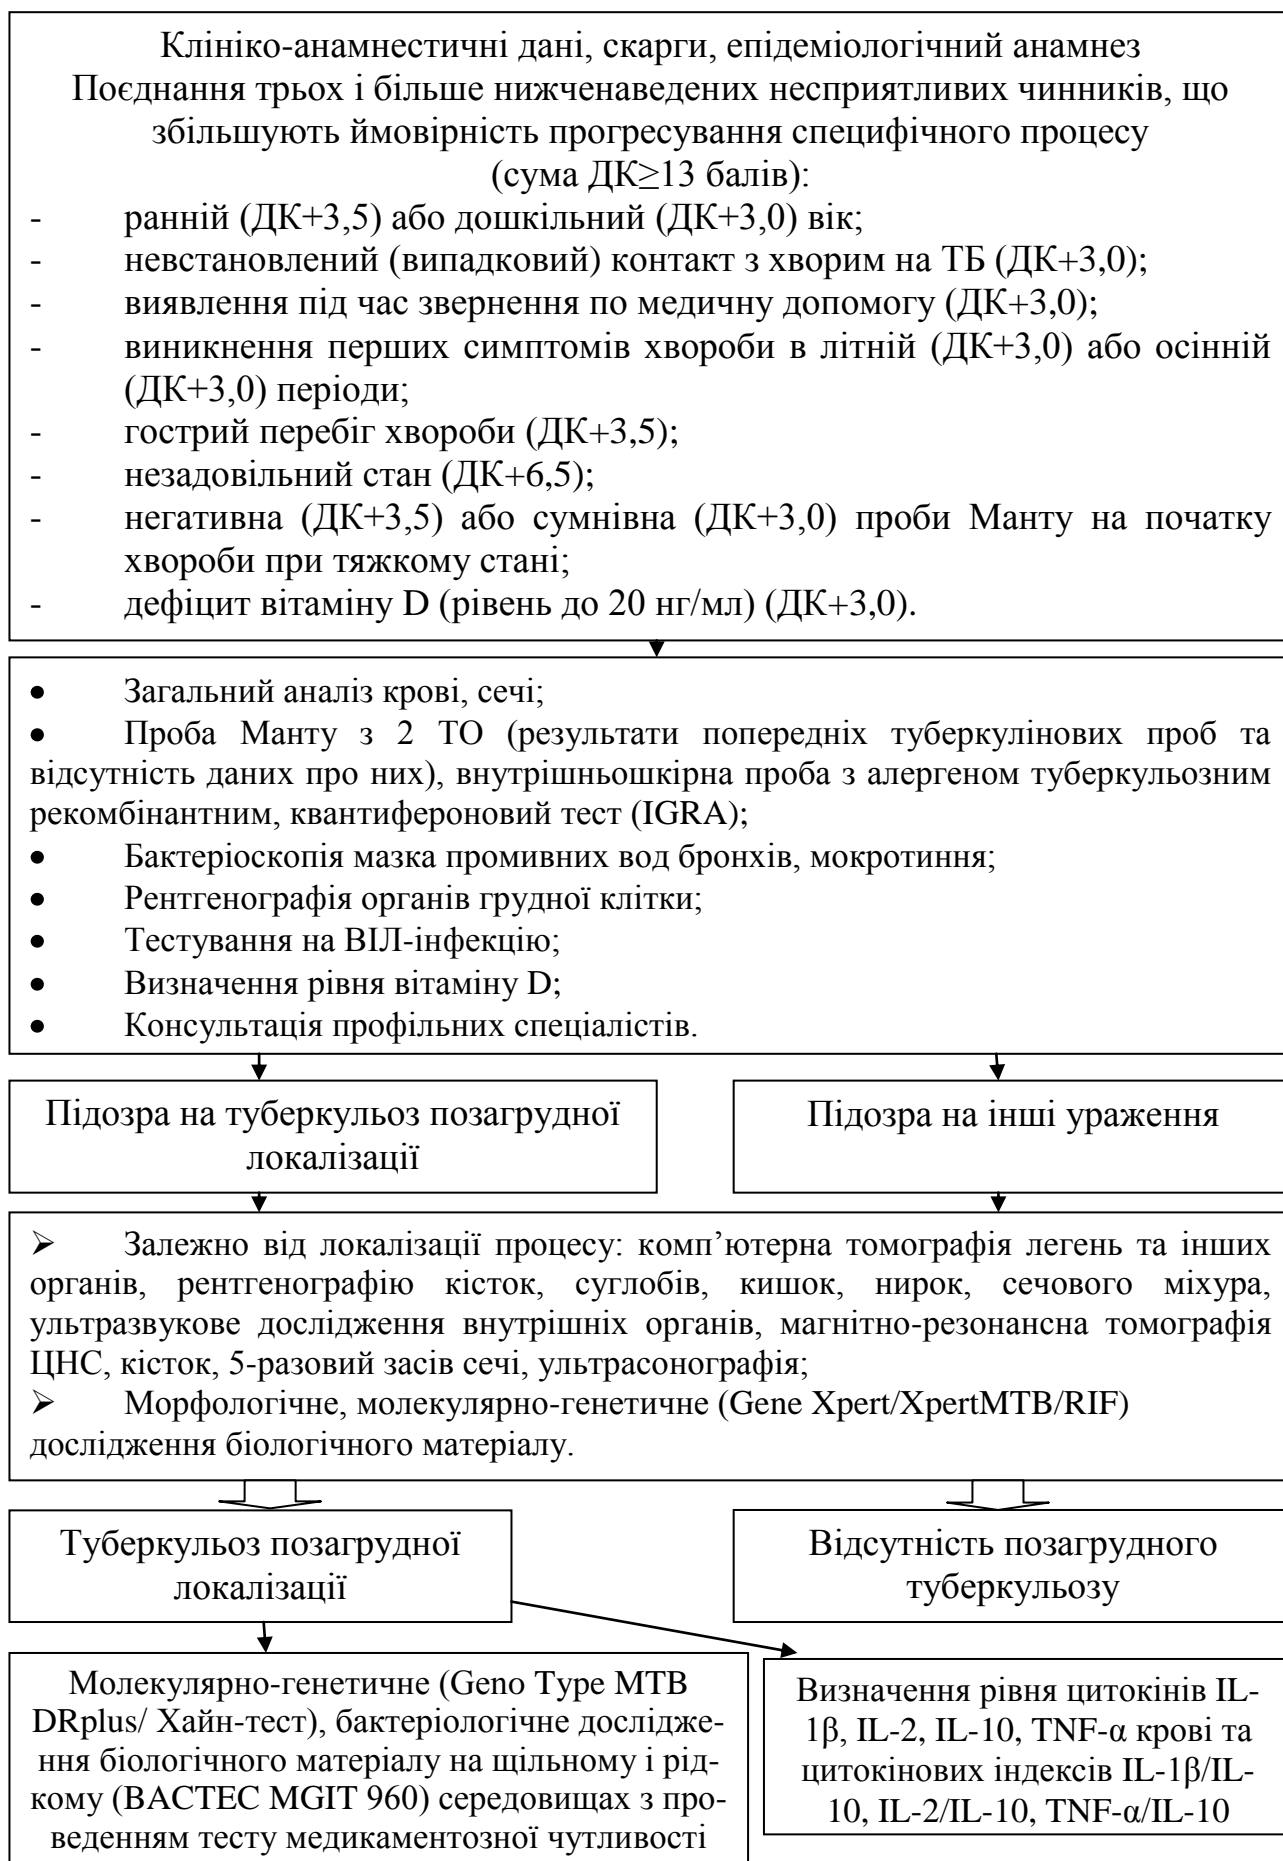 Клініко-анамнестичні дані, скарги, епідеміологічний анамнез
Поєднання трьох і більше нижченаведених несприятливих чинників, що
збільшують ймовірність прогресування специфічного процесу
(сума ДК≥13 балів):
- ранній (ДК+3,5) або дошкільний (ДК+3,0) вік;
- невстановлений (випадковий) контакт з хворим на ТБ (ДК+3,0);
- виявлення під час звернення по медичну допомогу (ДК+3,0);
- виникнення перших симптомів хвороби в літній (ДК+3,0) або осінній
(ДК+3,0) періоди;
- гострий перебіг хвороби (ДК+3,5);
- незадовільний стан (ДК+6,5);
- негативна (ДК+3,5) або сумнівна (ДК+3,0) проби Манту на початку
хвороби при тяжкому стані;
- дефіцит вітаміну D (рівень до 20 нг/мл) (ДК+3,0).
• Загальний аналіз крові, сечі;
• Проба Манту з 2 ТО (результати попередніх туберкулінових проб та
відсутність даних про них), внутрішньошкірна проба з алергеном туберкульозним
рекомбінантним, квантифероновий тест (IGRA);
• Бактеріоскопія мазка промивних вод бронхів, мокротиння;
• Рентгенографія органів грудної клітки;
• Тестування на ВІЛ-інфекцію;
• Визначення рівня вітаміну D;
• Консультація профільних спеціалістів.
Підозра на туберкульоз позагрудної
локалізації
Підозра на інші ураження
➢ Залежно від локалізації процесу: комп’ютерна томографія легень та інших
органів, рентгенографію кісток, суглобів, кишок, нирок, сечового міхура,
ультразвукове дослідження внутрішніх органів, магнітно-резонансна томографія
ЦНС, кісток, 5-разовий засів сечі, ультрасонографія;
➢ Морфологічне, молекулярно-генетичне (Gene Xpert/XpertMTB/RIF)
дослідження біологічного матеріалу.
Туберкульоз позагрудної
локалізації
Відсутність позагрудного
туберкульозу
Молекулярно-генетичне (Geno Type MTB
DRplus/ Хайн-тест), бактеріологічне дослідже-
ння біологічного матеріалу на щільному і рід-
кому (BACTEC MGIT 960) середовищах з про-
веденням тесту медикаментозної чутливості
Визначення рівня цитокінів IL-
1β, IL-2, IL-10, TNF-α крові та
цитокінових індексів IL-1β/IL-
10, IL-2/IL-10, TNF-α/IL-10